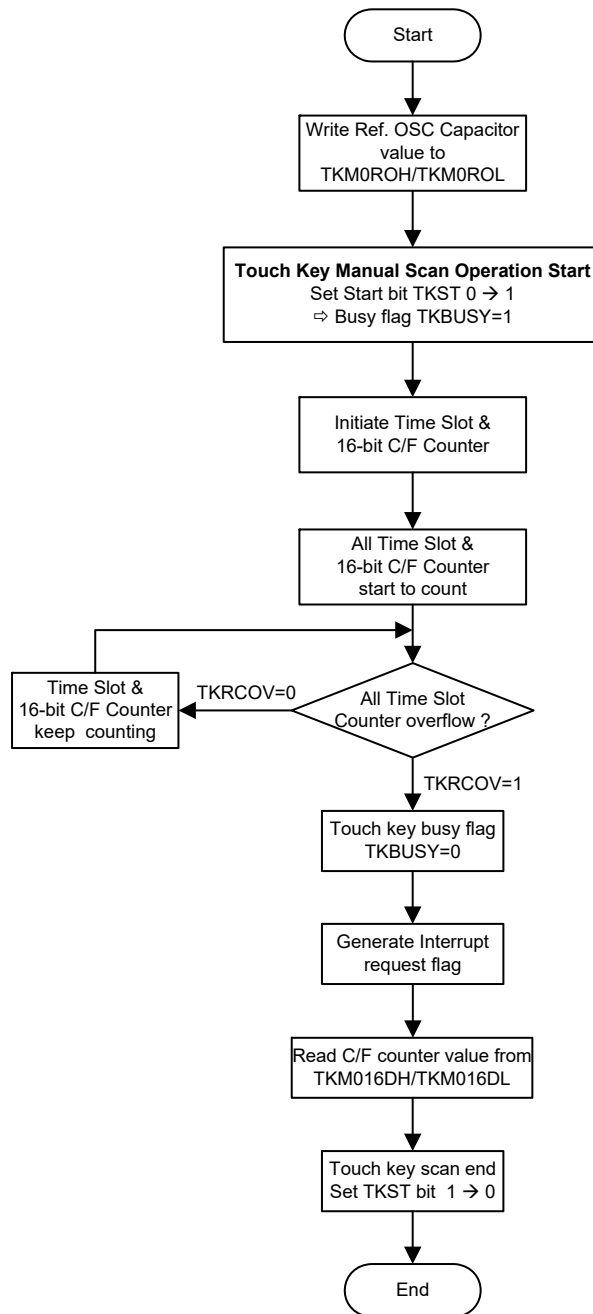 Start
Write Ref. OSC Capacitor
value to
TKM0ROH/TKM0ROL
Touch Key Manual Scan Operation Start
Set Start bit TKST 0 → 1
⇨ Busy flag TKBUSY=1
Initiate Time Slot &
16-bit C/F Counter
All Time Slot &
16-bit C/F Counter
start to count
Time Slot &
16-bit C/F Counter
keep counting
TKRCOV=0
All Time Slot
Counter overflow ?
TKRCOV=1
Touch key busy flag
TKBUSY=0
Generate Interrupt
request flag
Read C/F counter value from
TKM016DH/TKM016DL
Touch key scan end
Set TKST bit 1 → 0
End